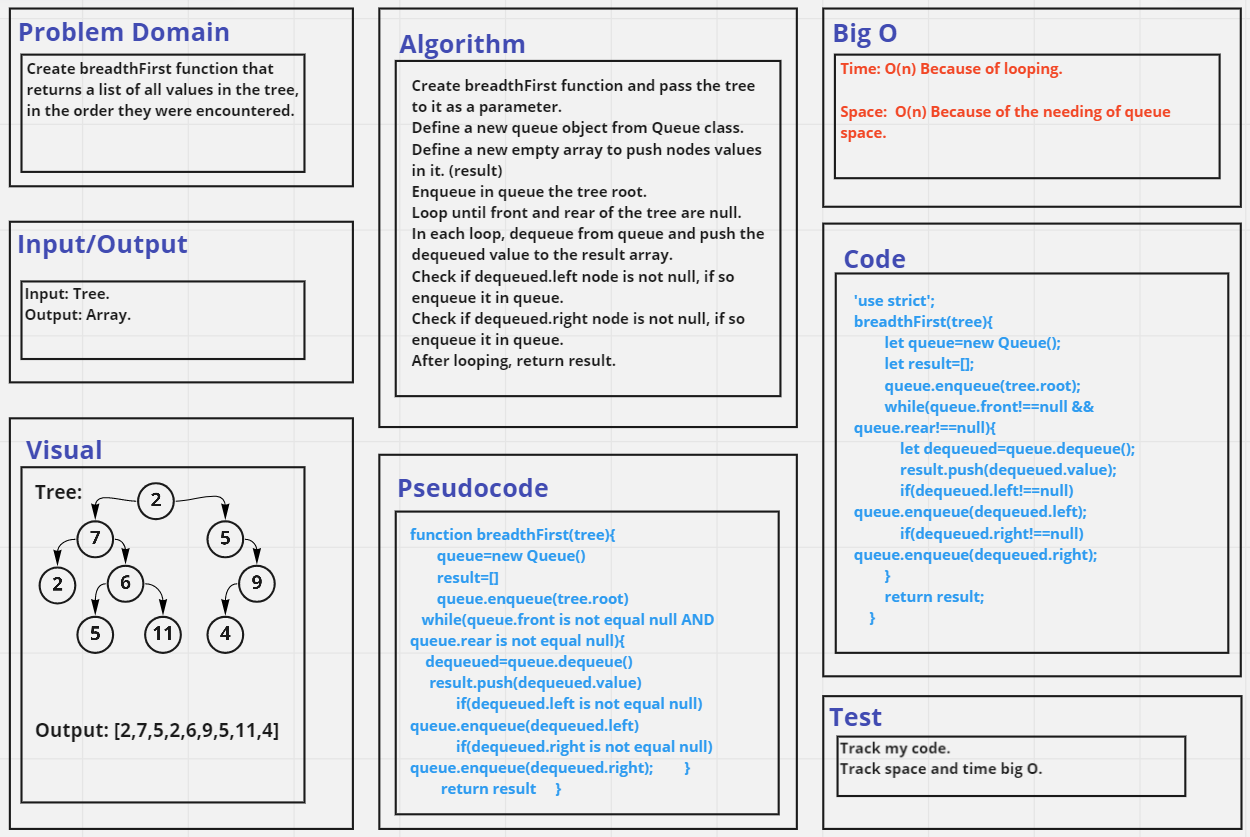 Problem Domain
Create breadthFirst function that
returns a list of all values in the tree,
in the order they were encountered.
Input/Output
Input: Tree.
Output: Array.
Visual
Tree:
2
7
5
2
6
9
5
11
4
Output: [2,7,5,2,6,9,5,11,4]
Algorithm
Create breadthFirst function and pass the tree
to it as a parameter.
Define a new queue object from Queue class.
Define a new empty array to push nodes values
in it. (result)
Enqueue in queue the tree root.
Loop until front and rear of the tree are null.
In each loop, dequeue from queue and push the
dequeued value to the result array.
Check if dequeued.left node is not null, if so
enqueue it in queue.
Check if dequeued.right node is not null, if so
enqueue it in queue.
After looping, return result.
Pseudocode
function breadthFirst(tree){
queue=new Queue()
result=[]
queue.enqueue(tree.root)
while(queue.front is not equal null AND
queue.rear is not equal null){
dequeued=queue.dequeue()
result.push(dequeued.value)
if(dequeued.left is not equal null)
queue.enqueue(dequeued.left)
if(dequeued.right is not equal null)
queue.enqueue(dequeued.right); }
return result }
Big O
Time: O(n) Because of looping.
Space: O(n) Because of the needing of queue
space.
Code
'use strict';
breadthFirst(tree){
let queue=new Queue();
let result=[];
queue.enqueue(tree.root);
while(queue.front!==null &&
queue.rear!==null){
let dequeued=queue.dequeue();
result.push(dequeued.value);
if(dequeued.left!==null)
queue.enqueue(dequeued.left);
if(dequeued.right!==null)
queue.enqueue(dequeued.right);
}
return result;
}
Test
Track my code.
Track space and time big O.